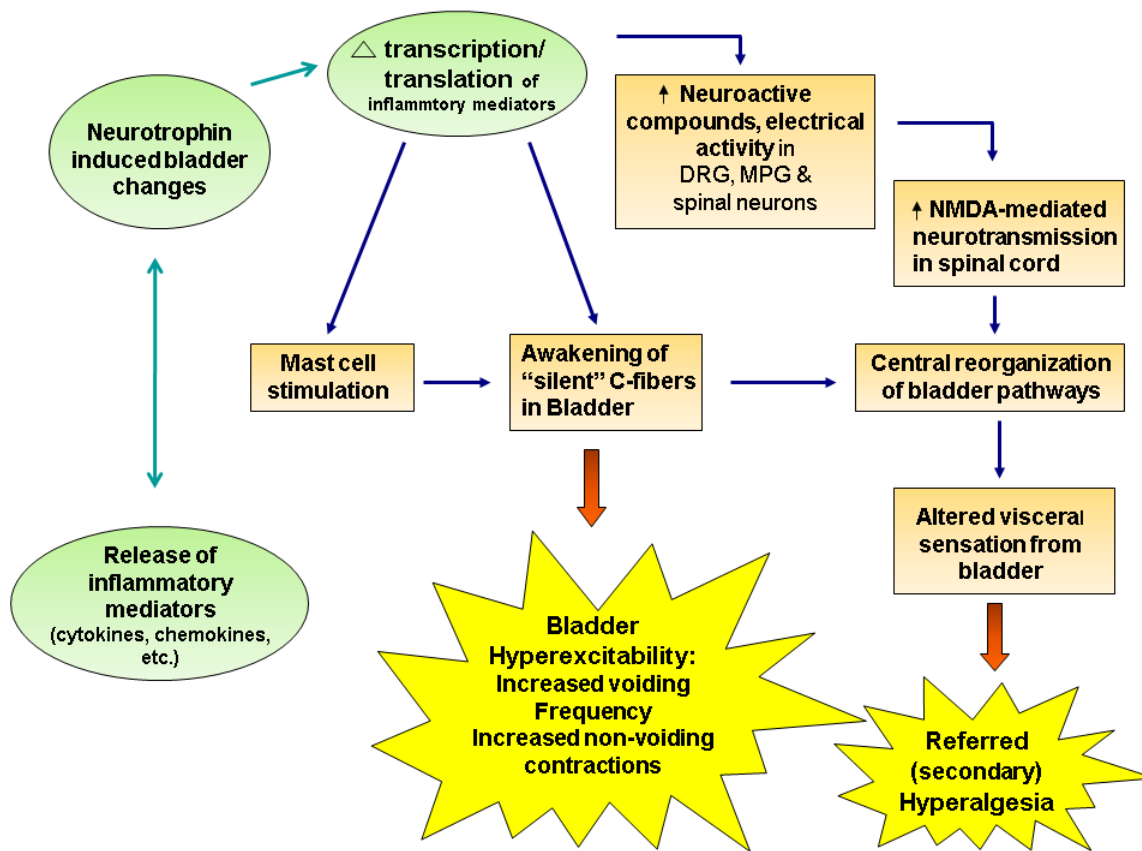 △ transcription/
translation of
inflammtory mediators
Neurotrophin
induced bladder
changes
↑ Neuroactive
compounds, electrical
activity in
DRG, MPG &
spinal neurons
↑ NMDA-mediated
neurotransmission
in spinal cord
Mast cell
stimulation
Awakening of
“silent” C-fibers
in Bladder
Central reorganization
of bladder pathways
Release of
inflammatory
mediators
(cytokines, chemokines,
etc.)
Altered visceral
sensation from
bladder
Bladder
Hyperexcitability:
Increased voiding
Frequency
Increased non-voiding
contractions
Referred
(secondary)
Hyperalgesia